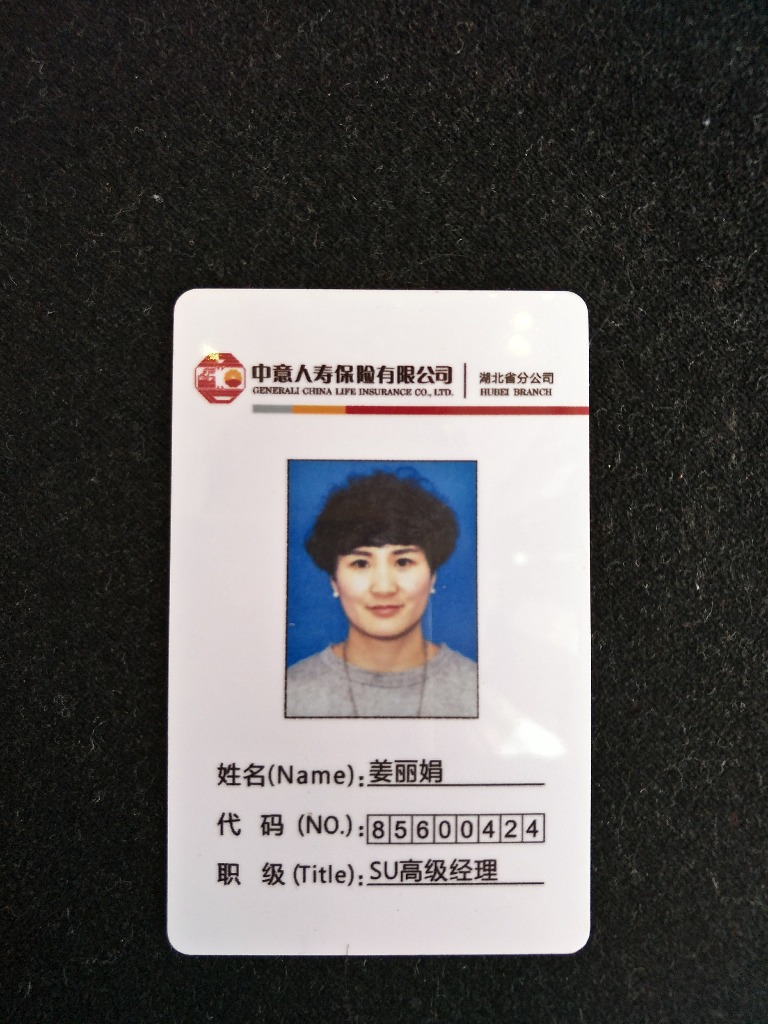 中意人寿保险有限公司 湖北省分公司
GENERALI CHINA LIFE INSURANCE CO., LTD. HUBEI BRANCH
姓名(Name):姜丽娟
代 码 (NO.):85600424
职 级(Title):SU高级经理